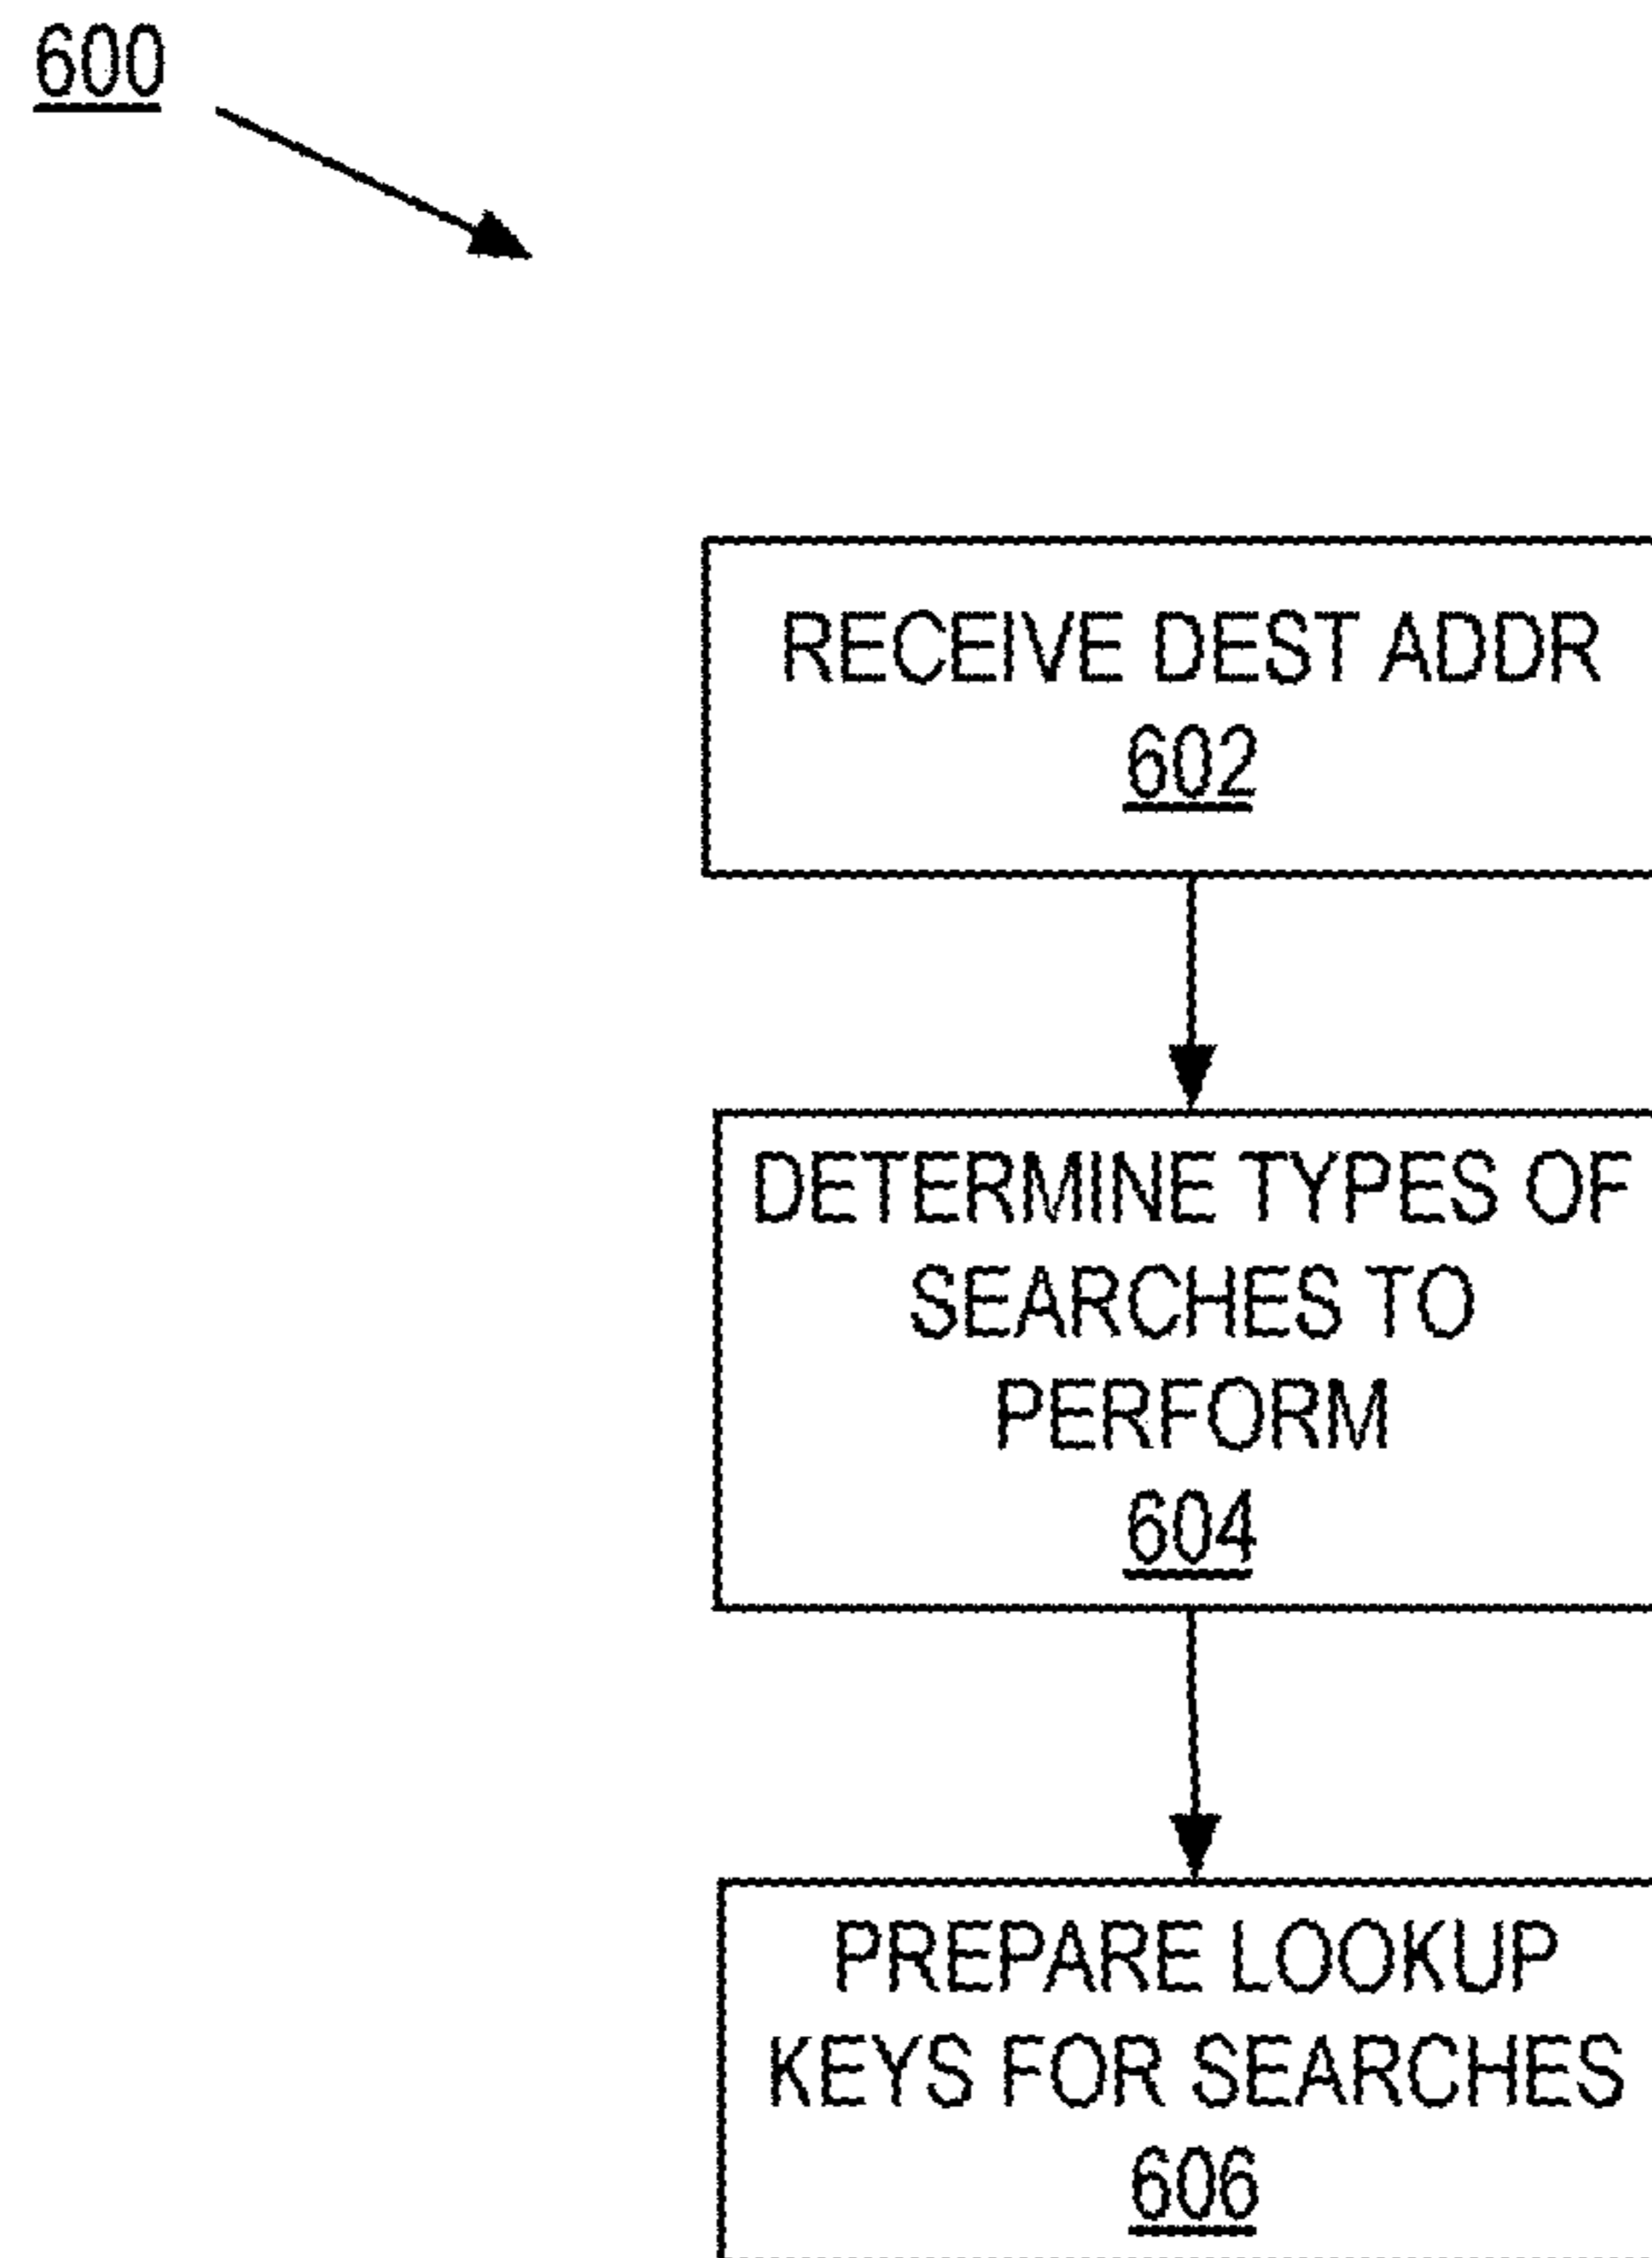 600
RECEIVE DEST ADDR
602
DETERMINE TYPES OF
SEARCHES TO
PERFORM
604
PREPARE LOOKUP
KEYS FOR SEARCHES
606